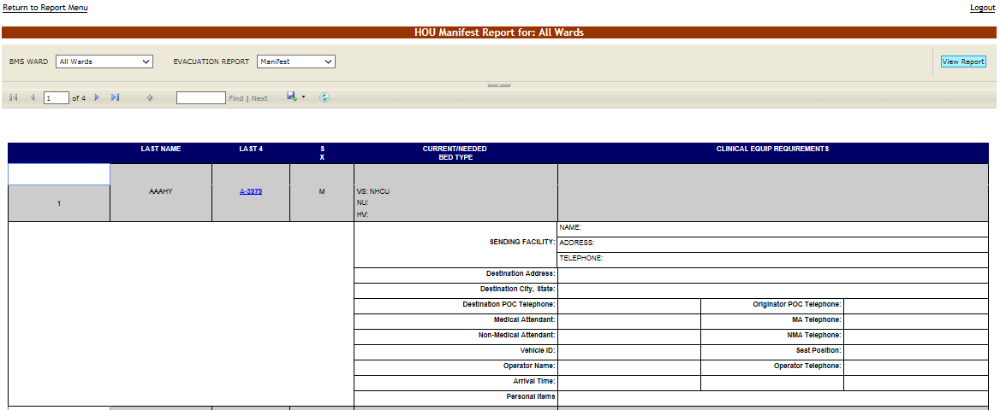 Return to Report Menu Logout
HOU Manifest Report for: All Wards
BMS WARD All Wards EVACUATION REPORT Manifest View Report
1 of 4 Find | Next
LAST NAME LAST 4 S X CURRENT/NEEDED BED TYPE CLINICAL EQUIP REQUIREMENTS
1 AAAHY A-3979 M VS: NHCU
NU:
HV:
SENDING FACILITY: NAME:
ADDRESS:
TELEPHONE:
Destination Address:
Destination City, State:
Destination POC Telephone: Originator POC Telephone:
Medical Attendant: MA Telephone:
Non-Medical Attendant: NMA Telephone:
Vehicle ID: Seat Position:
Operator Name: Operator Telephone:
Arrival Time:
Personal Items